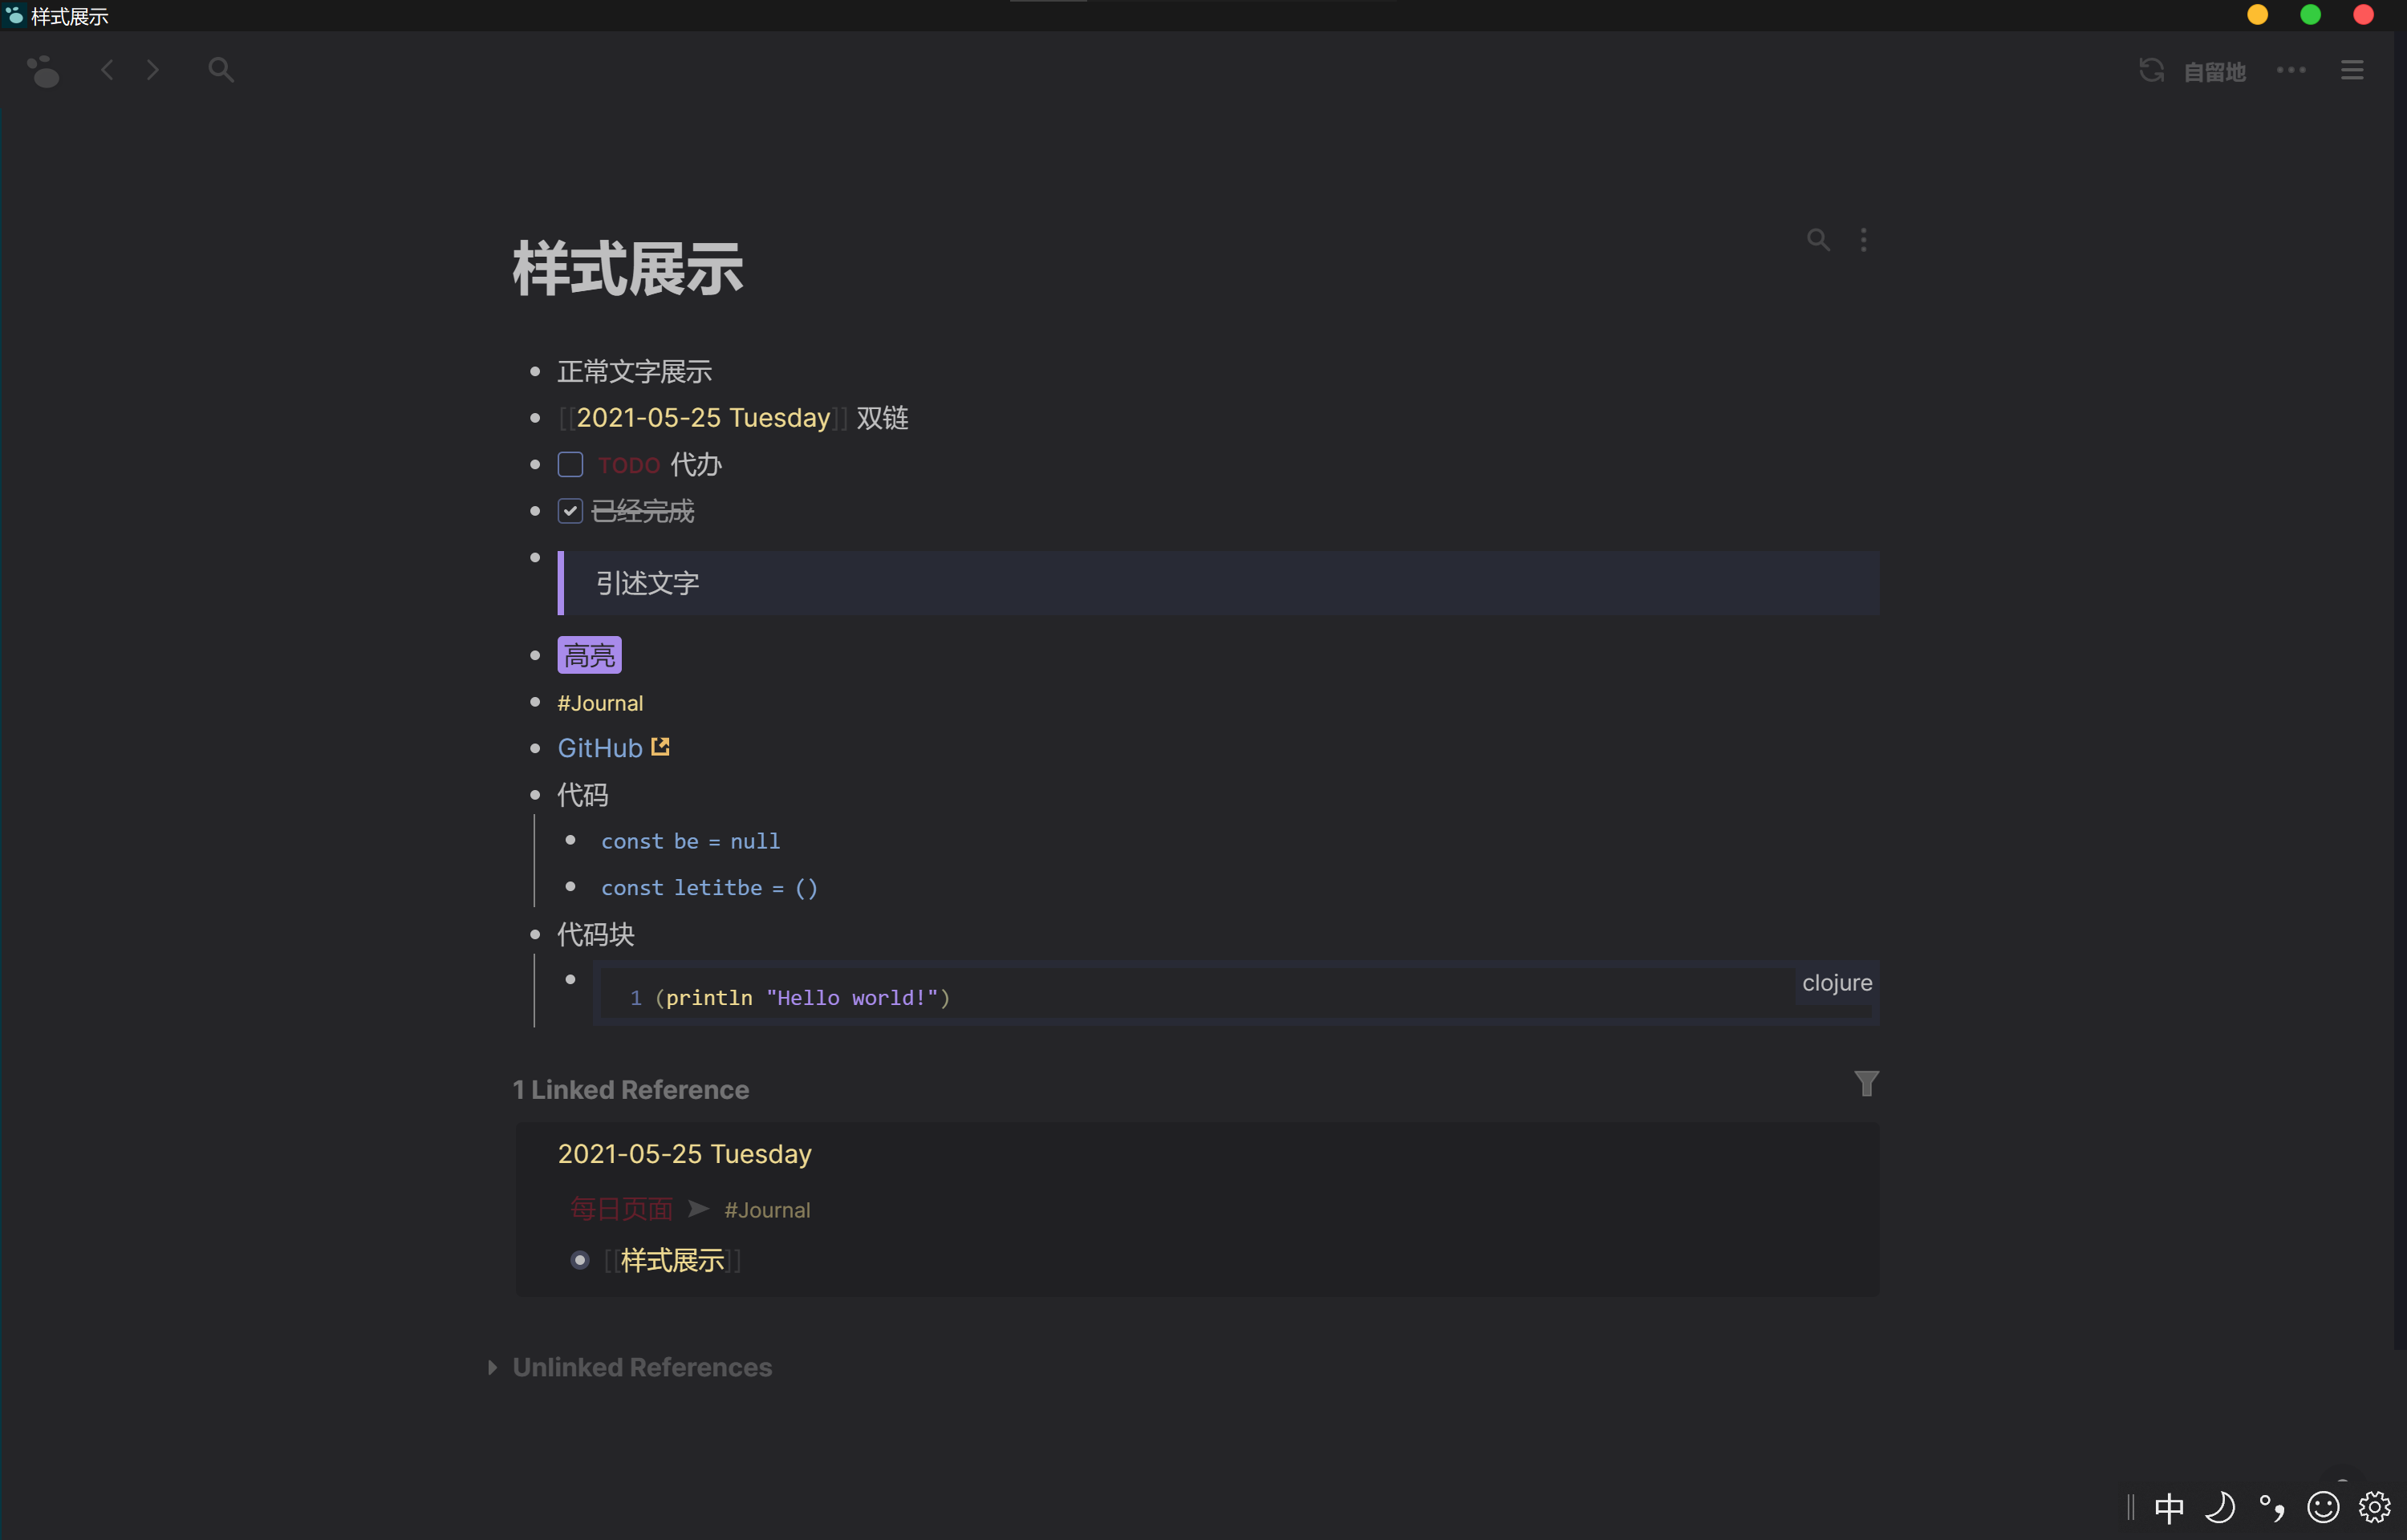 样式展示
自留地
样式展示
正常文字展示
[[2021-05-25 Tuesday]] 双链
TODO 代办
已经完成
引述文字
高亮
#Journal
GitHub
代码
const be = null
const letitbe = ()
代码块
clojure
1 (println "Hello world!")
1 Linked Reference
2021-05-25 Tuesday
每日页面 ➤ #Journal
[[样式展示]]
Unlinked References
中